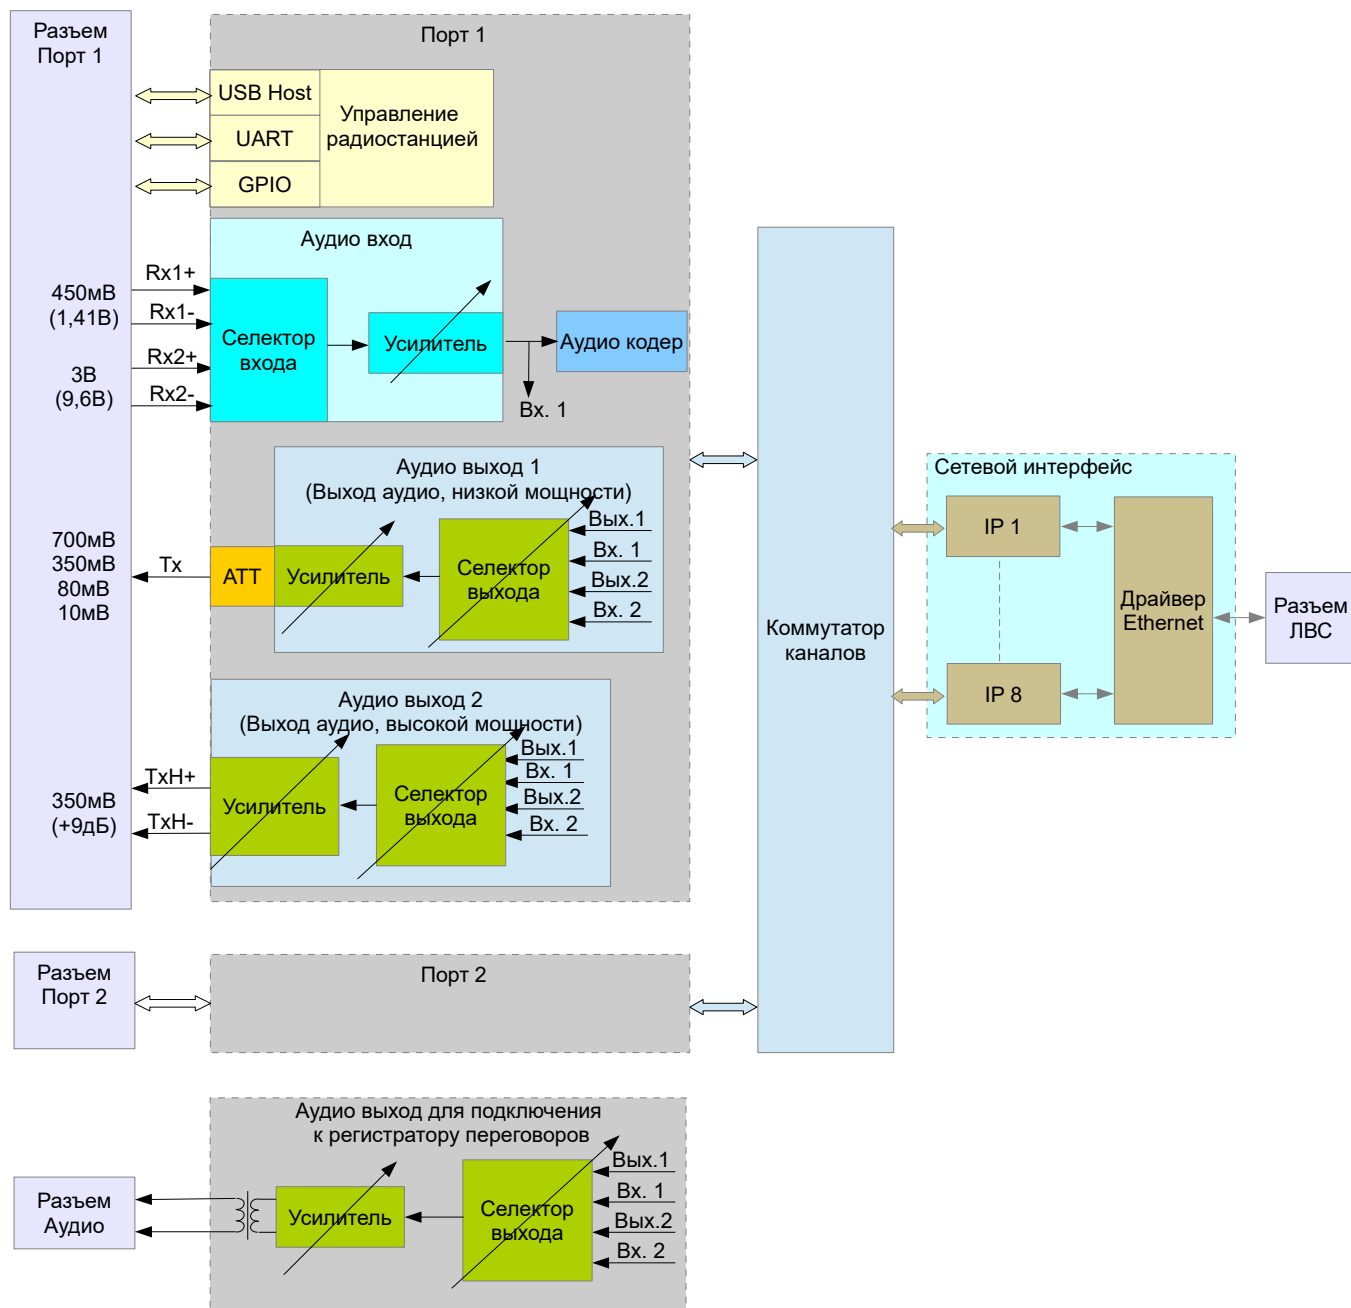 Разъем
Порт 1
Порт 1
USB Host
UART
GPIO
Управление
радиостанцией
Аудио вход
450мВ
(1,41В)
3В
(9,6В)
Rx1+
Rx1-
Rx2+
Rx2-
Селектор
входа
Усилитель
Аудио кодер
Вх. 1
Аудио выход 1
(Выход аудио, низкой мощности)
700мВ
350мВ
80мВ
10мВ
Tx
АТТ
Усилитель
Селектор
выхода
Вых.1
Вх. 1
Вых.2
Вх. 2
Аудио выход 2
(Выход аудио, высокой мощности)
350мВ
(+9дБ)
TxH+
TxH-
Усилитель
Селектор
выхода
Вых.1
Вх. 1
Вых.2
Вх. 2
Коммутатор
каналов
Сетевой интерфейс
IP 1
IP 8
Драйвер
Ethernet
Разъем
ЛВС
Разъем
Порт 2
Порт 2
Аудио выход для подключения
к регистратору переговоров
Разъем
Аудио
Усилитель
Селектор
выхода
Вых.1
Вх. 1
Вых.2
Вх. 2